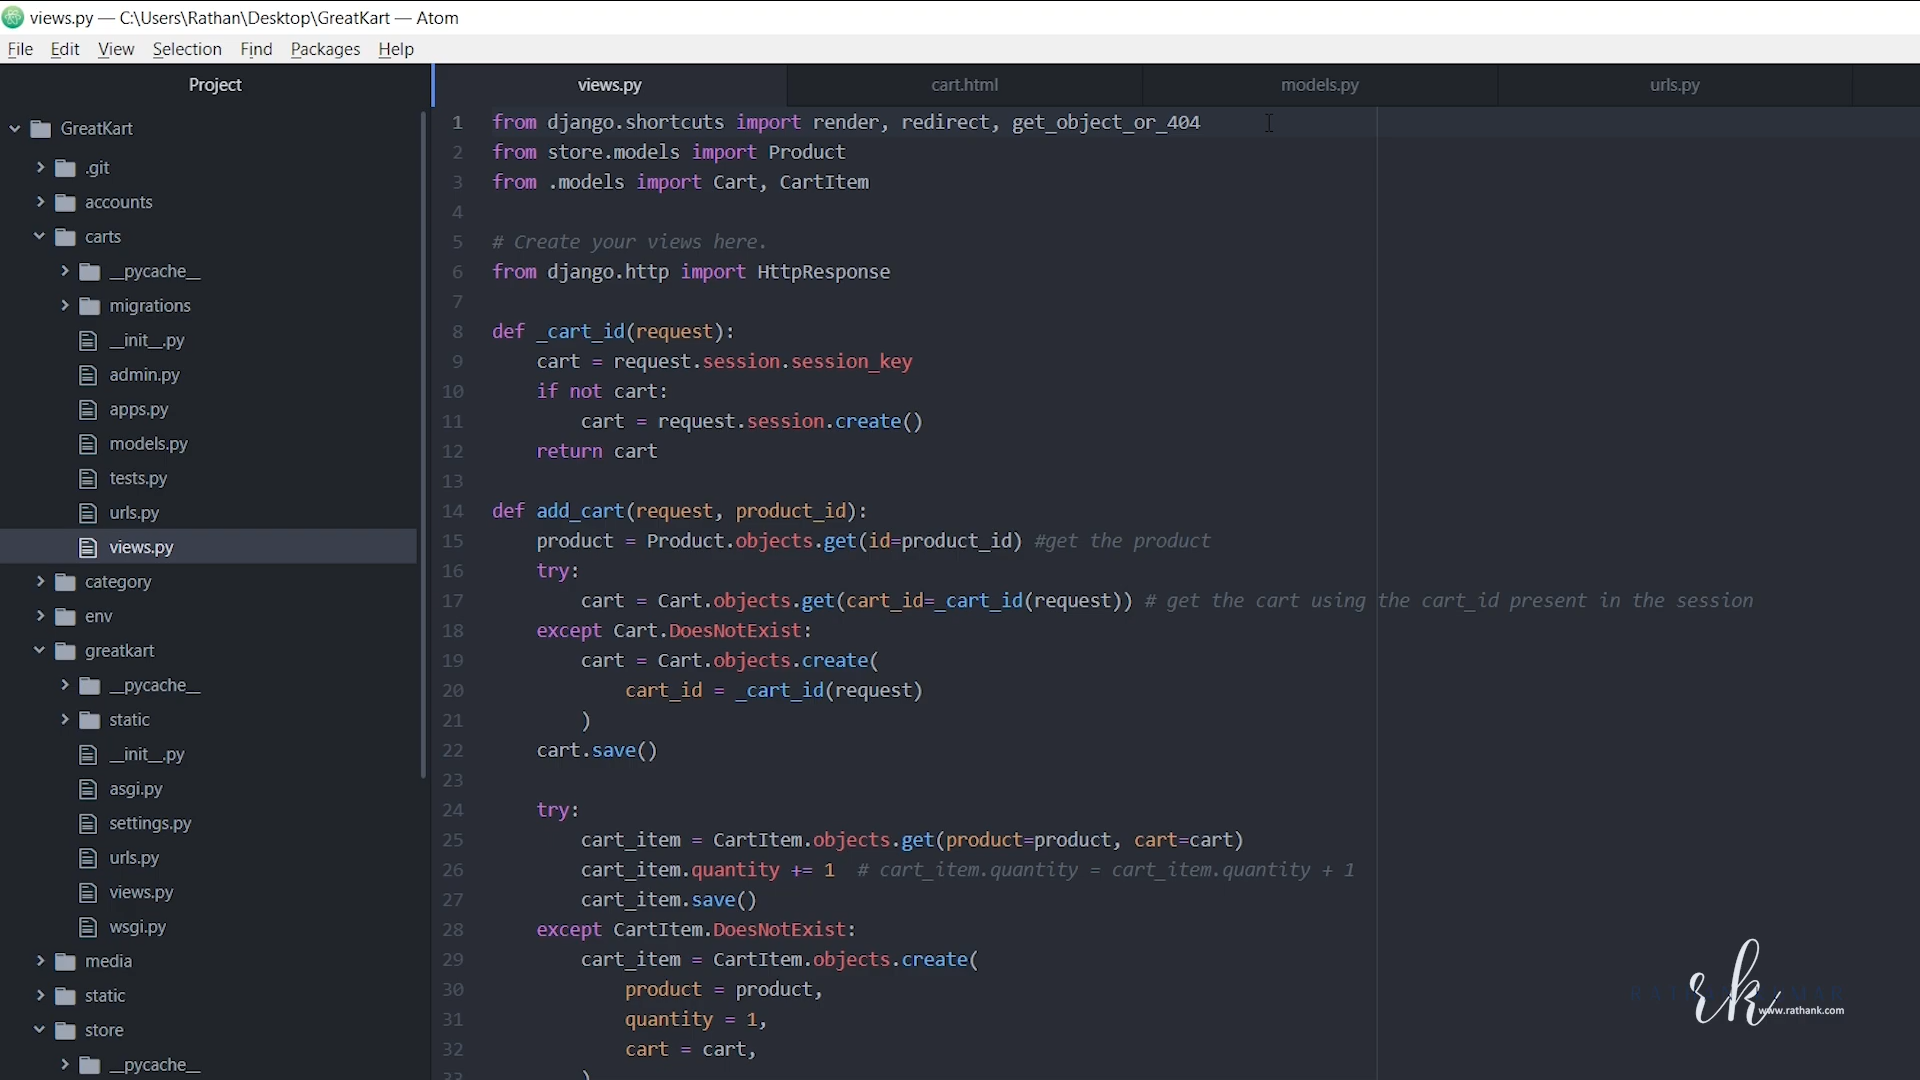 views.py — C:\Users\Rathan\Desktop\GreatKart — Atom
File Edit View Selection Find Packages Help
Project
GreatKart
.git
accounts
carts
__pycache__
migrations
__init__.py
admin.py
apps.py
models.py
tests.py
urls.py
views.py
category
env
greatkart
__pycache__
static
__init__.py
asgi.py
settings.py
urls.py
views.py
wsgi.py
media
static
store
__pycache__
views.py cart.html models.py urls.py
1 from django.shortcuts import render, redirect, get_object_or_404
2 from store.models import Product
3 from .models import Cart, CartItem
4
5 # Create your views here.
6 from django.http import HttpResponse
7
8 def _cart_id(request):
9     cart = request.session.session_key
10     if not cart:
11         cart = request.session.create()
12     return cart
13
14 def add_cart(request, product_id):
15     product = Product.objects.get(id=product_id) #get the product
16     try:
17         cart = Cart.objects.get(cart_id=_cart_id(request)) # get the cart using the cart_id present in the session
18     except Cart.DoesNotExist:
19         cart = Cart.objects.create(
20             cart_id = _cart_id(request)
21         )
22     cart.save()
23
24     try:
25         cart_item = CartItem.objects.get(product=product, cart=cart)
26         cart_item.quantity += 1  # cart_item.quantity = cart_item.quantity + 1
27         cart_item.save()
28     except CartItem.DoesNotExist:
29         cart_item = CartItem.objects.create(
30             product = product,
31             quantity = 1,
32             cart = cart,
33         )
rk
www.rathank.com